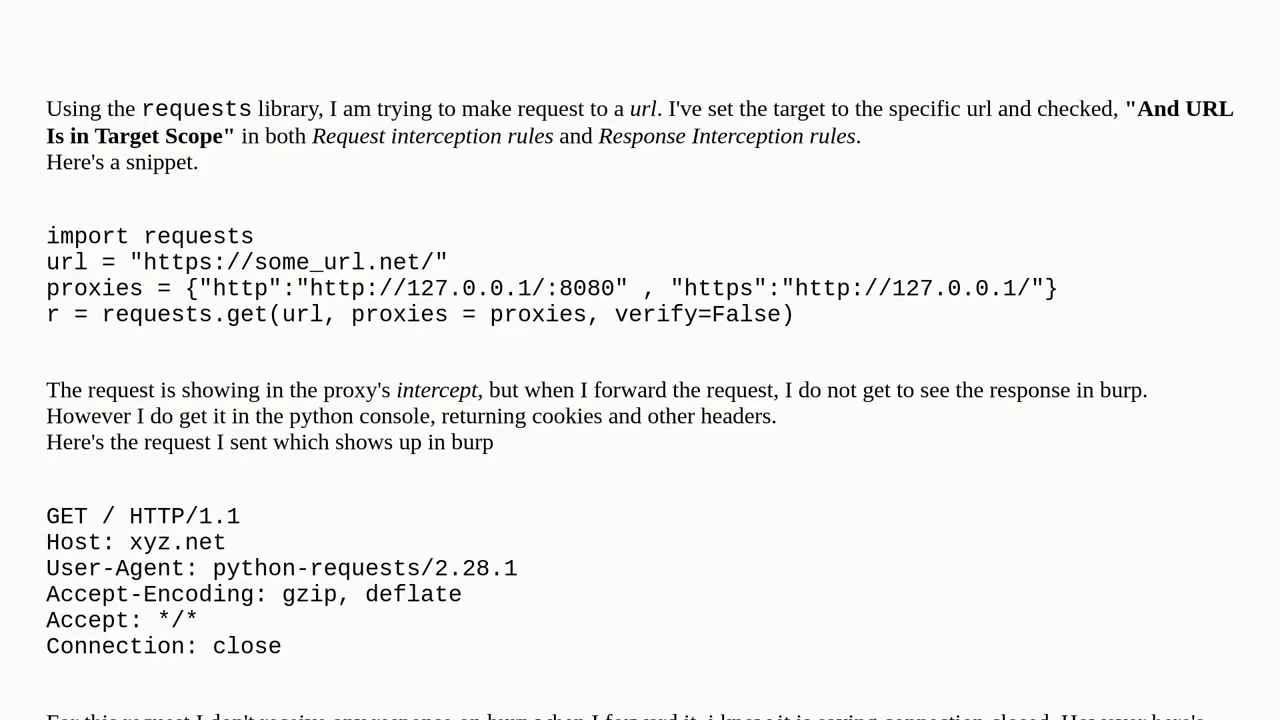 Using the requests library, I am trying to make request to a url. I've set the target to the specific url and checked, "And URL
Is in Target Scope" in both Request interception rules and Response Interception rules.
Here's a snippet.
import requests
url = "https://some_url.net/"
proxies = {"http":"http://127.0.0.1/:8080" , "https":"http://127.0.0.1/"}
r = requests.get(url, proxies = proxies, verify=False)
The request is showing in the proxy's intercept, but when I forward the request, I do not get to see the response in burp.
However I do get it in the python console, returning cookies and other headers.
Here's the request I sent which shows up in burp
GET / HTTP/1.1
Host: xyz.net
User-Agent: python-requests/2.28.1
Accept-Encoding: gzip, deflate
Accept: */*
Connection: close